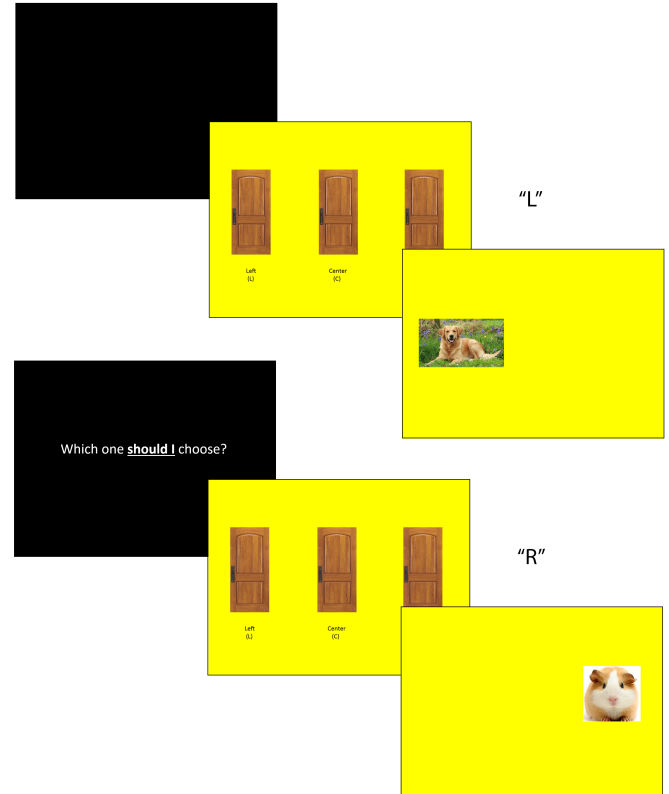 Left
(L)
Center
(C)
“L”
Which one should I choose?
Left
(L)
Center
(C)
“R”